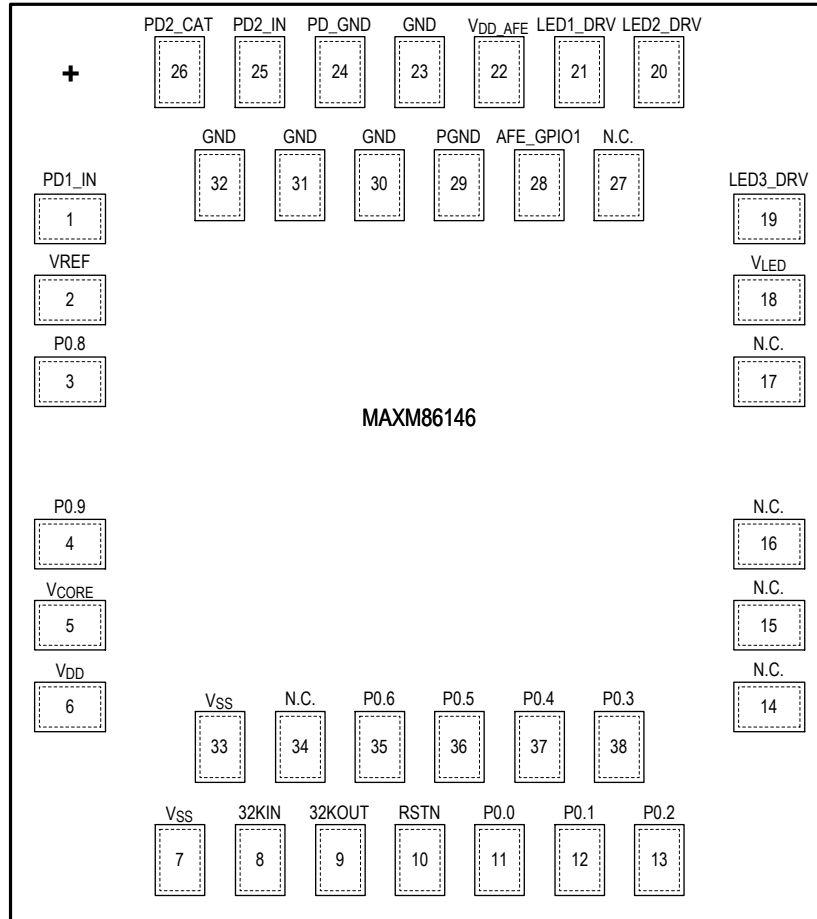 PD2_CAT PD2_IN PD_GND GND VDD_AFE LED1_DRV LED2_DRV
+ 26 25 24 23 22 21 20
GND GND GND PGND AFE_GPIO1 N.C.
32 31 30 29 28 27
PD1_IN LED3_DRV
1 19
VREF VLED
2 18
P0.8 N.C.
3 17
MAXM86146
P0.9 N.C.
4 16
VCORE N.C.
5 15
VDD N.C.
6 14
VSS N.C. P0.6 P0.5 P0.4 P0.3
33 34 35 36 37 38
VSS 32KIN 32KOUT RSTN P0.0 P0.1 P0.2
7 8 9 10 11 12 13